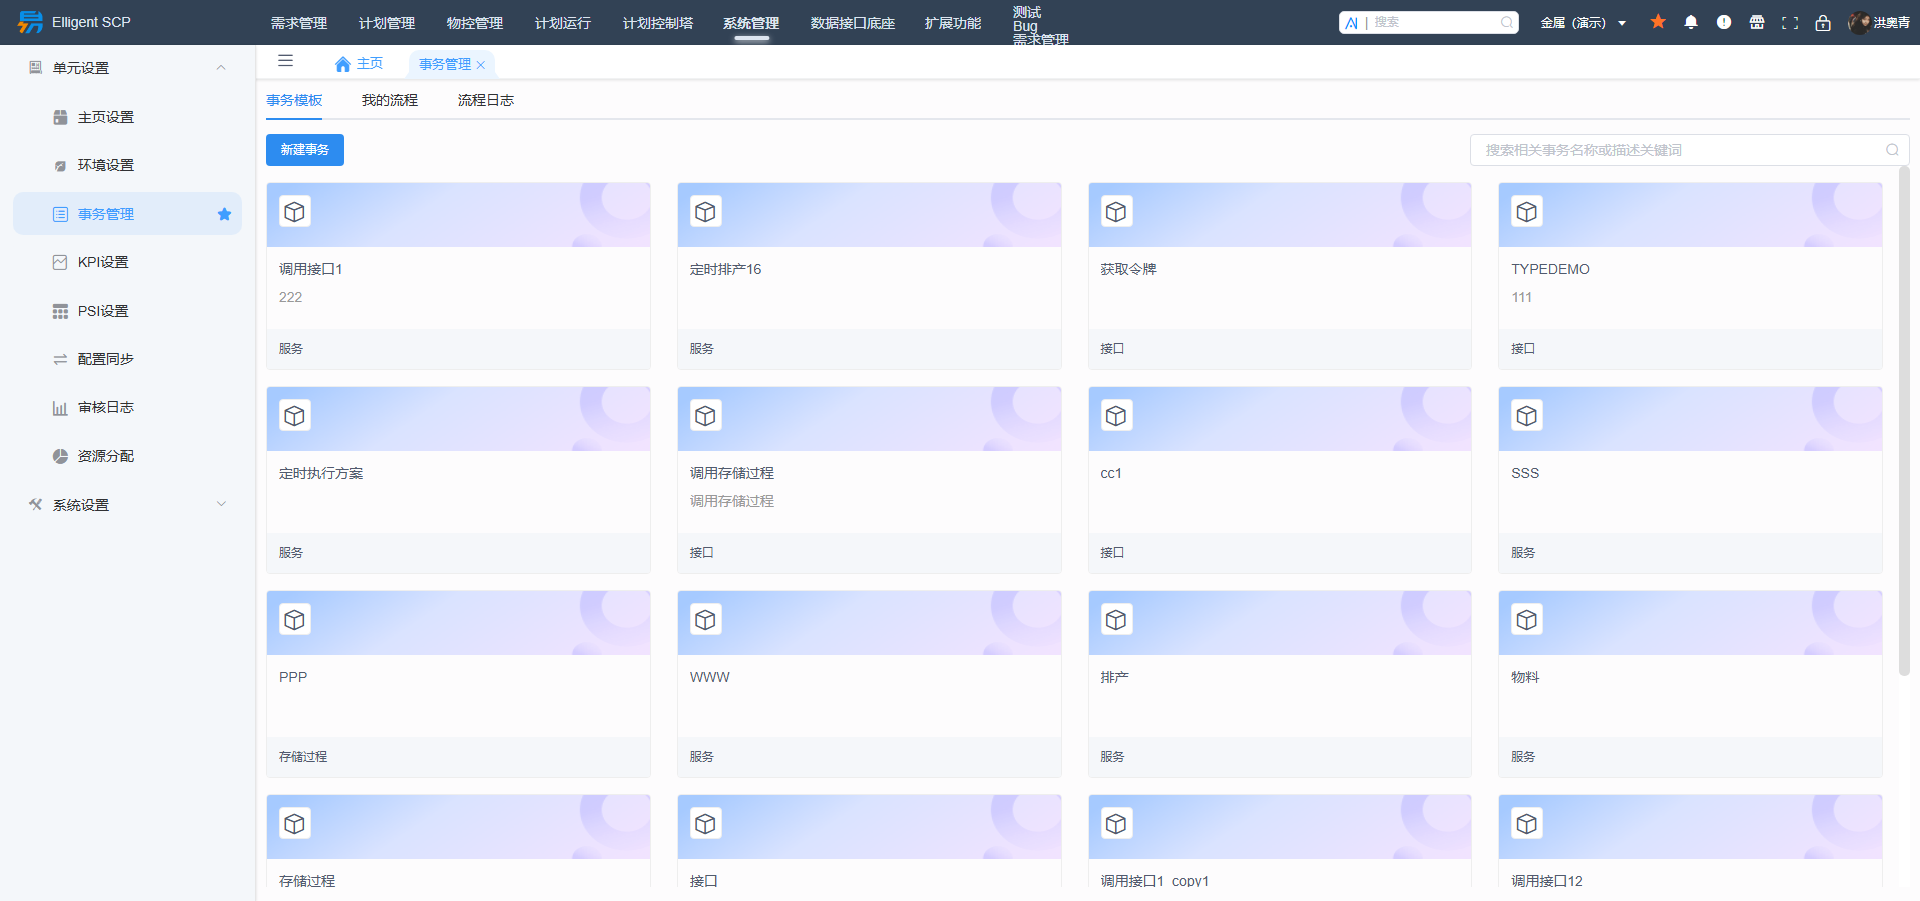 Elligent SCP
需求管理
计划管理
物控管理
计划运行
计划控制塔
系统管理
数据接口底座
扩展功能
测试
Bug
需求管理
AI | 搜索
金属（演示）
洪奥青
单元设置
主页设置
环境设置
事务管理
KPI设置
PSI设置
配置同步
审核日志
资源分配
系统设置
主页
事务管理
事务模板
我的流程
流程日志
新建事务
搜索相关事务名称或描述关键词
调用接口1
222
服务
定时排产16
服务
获取令牌
接口
TYPEDEMO
111
接口
定时执行方案
服务
调用存储过程
调用存储过程
接口
cc1
接口
SSS
服务
PPP
存储过程
WWW
服务
排产
服务
物料
服务
存储过程
接口
调用接口1_copy1
调用接口12